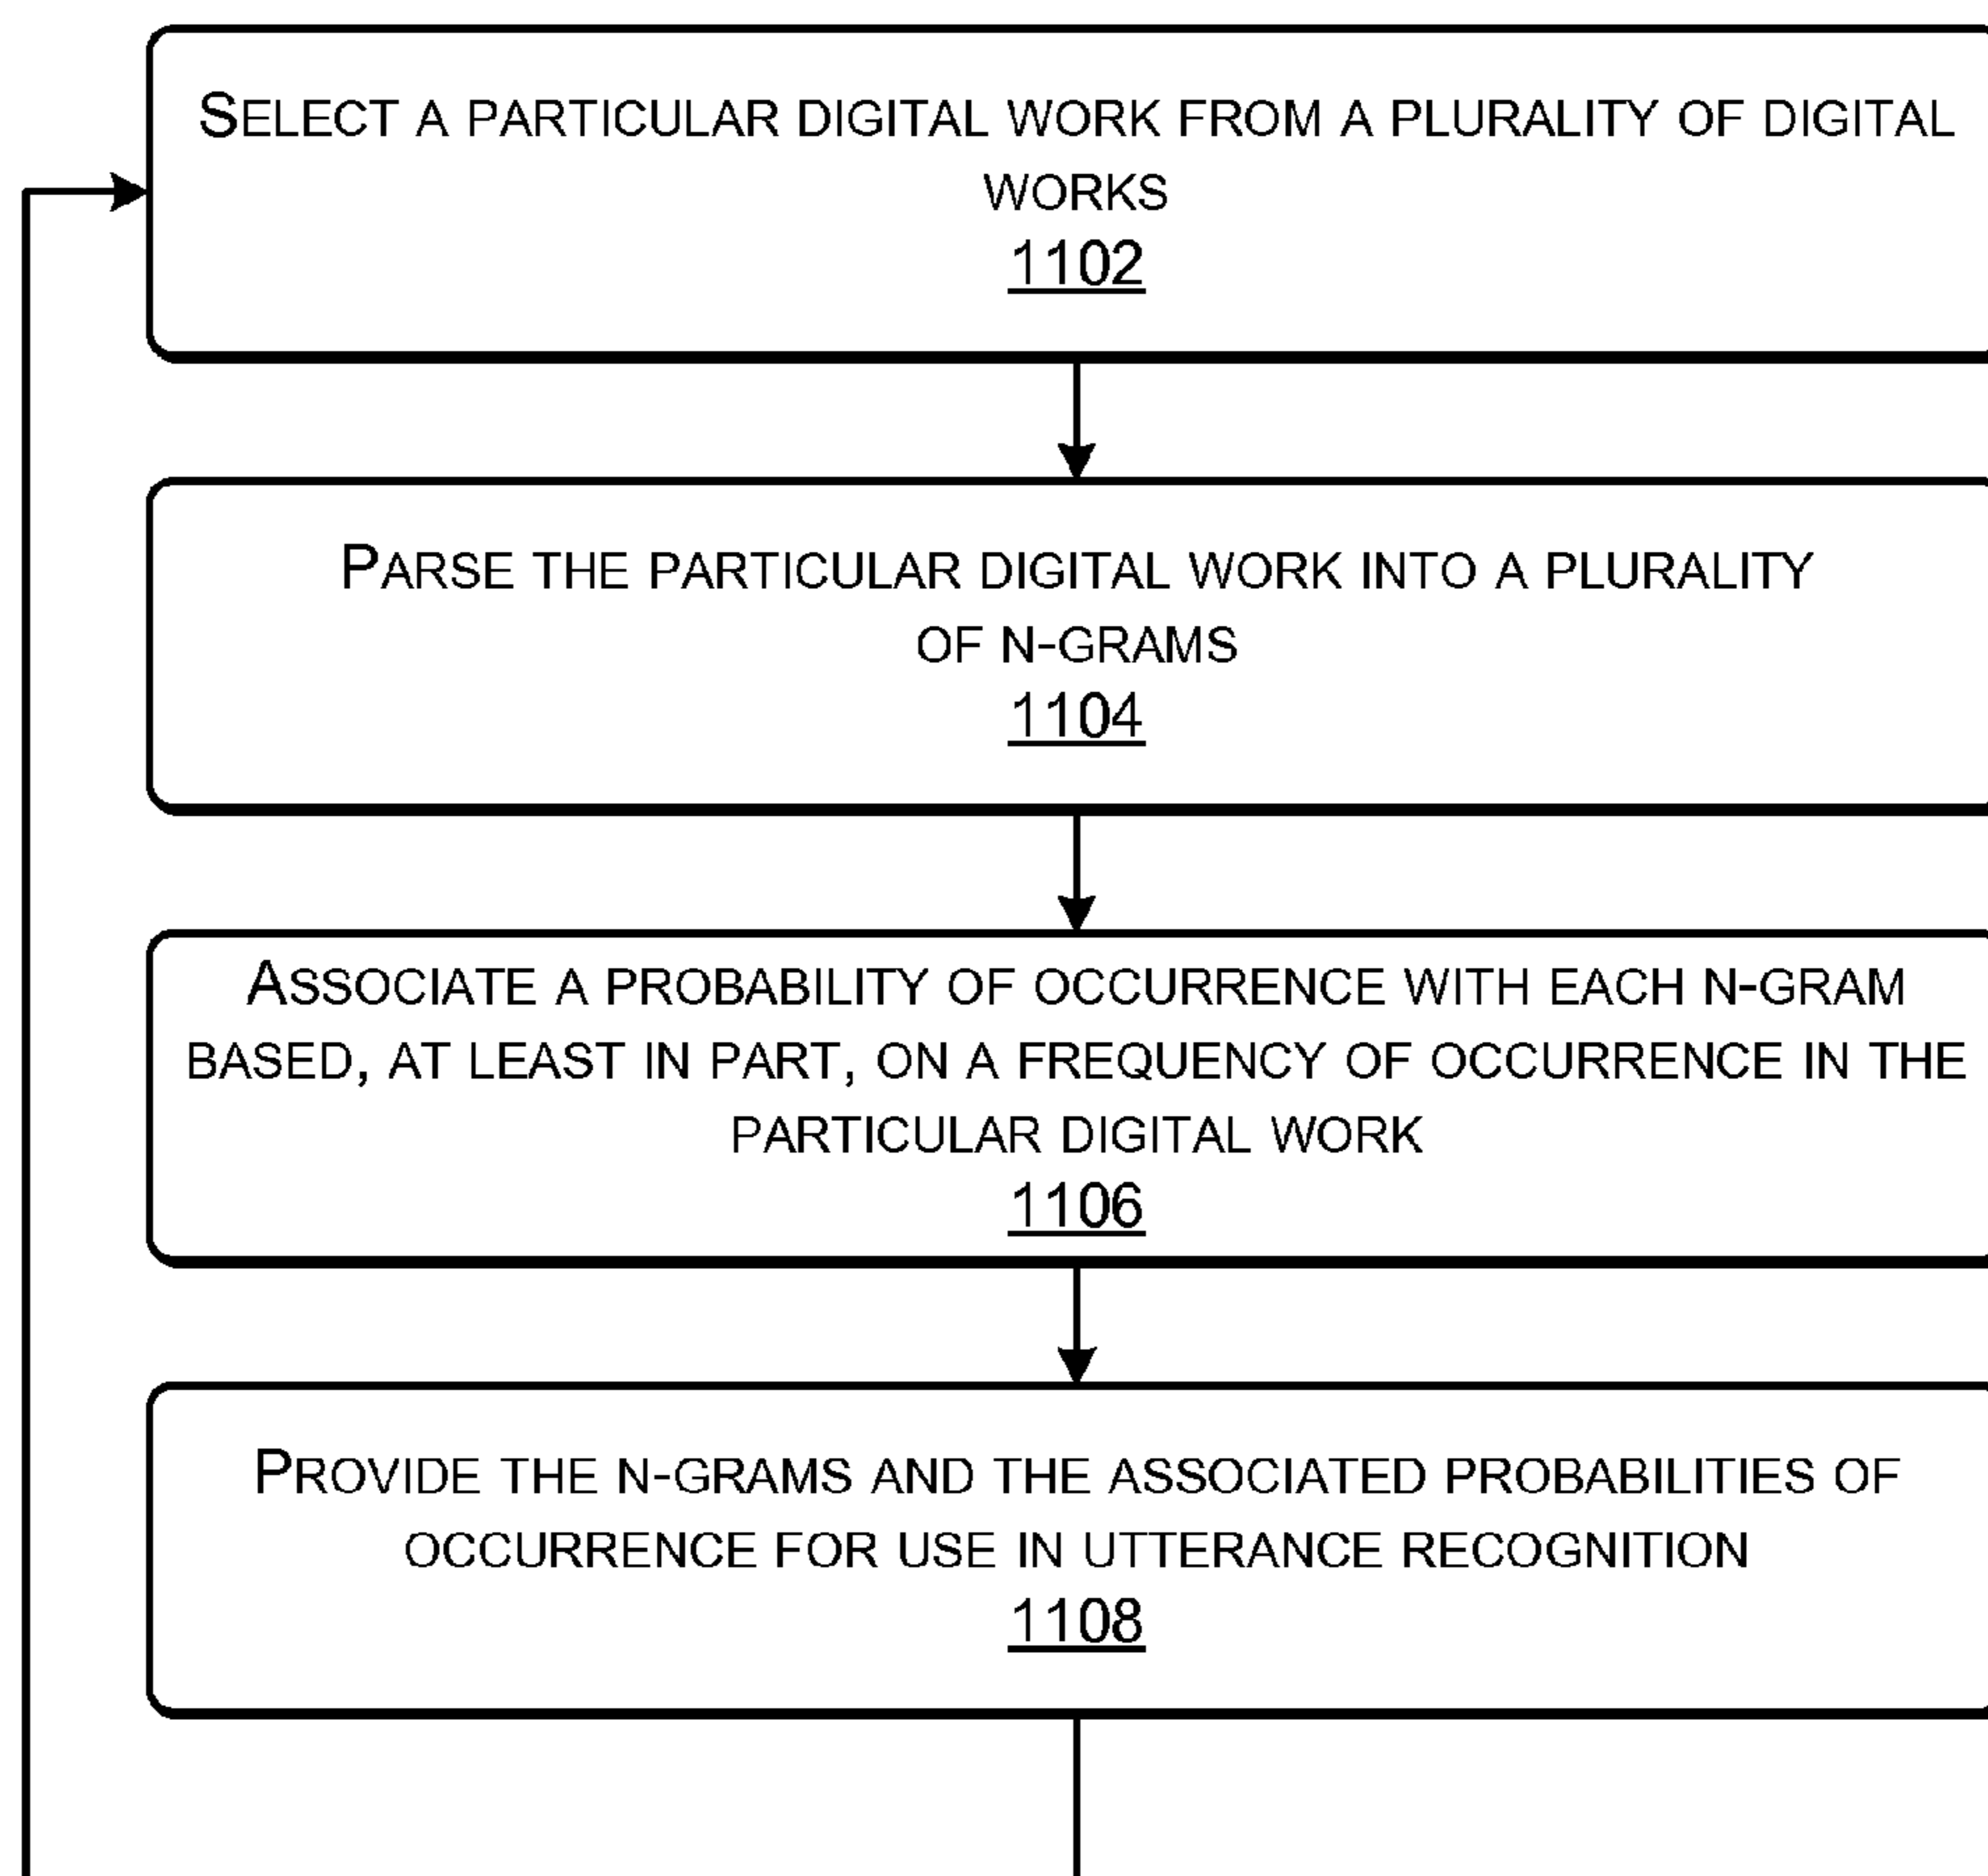 SELECT A PARTICULAR DIGITAL WORK FROM A PLURALITY OF DIGITAL
WORKS
1102
PARSE THE PARTICULAR DIGITAL WORK INTO A PLURALITY
OF N-GRAMS
1104
ASSOCIATE A PROBABILITY OF OCCURRENCE WITH EACH N-GRAM
BASED, AT LEAST IN PART, ON A FREQUENCY OF OCCURRENCE IN THE
PARTICULAR DIGITAL WORK
1106
PROVIDE THE N-GRAMS AND THE ASSOCIATED PROBABILITIES OF
OCCURRENCE FOR USE IN UTTERANCE RECOGNITION
1108